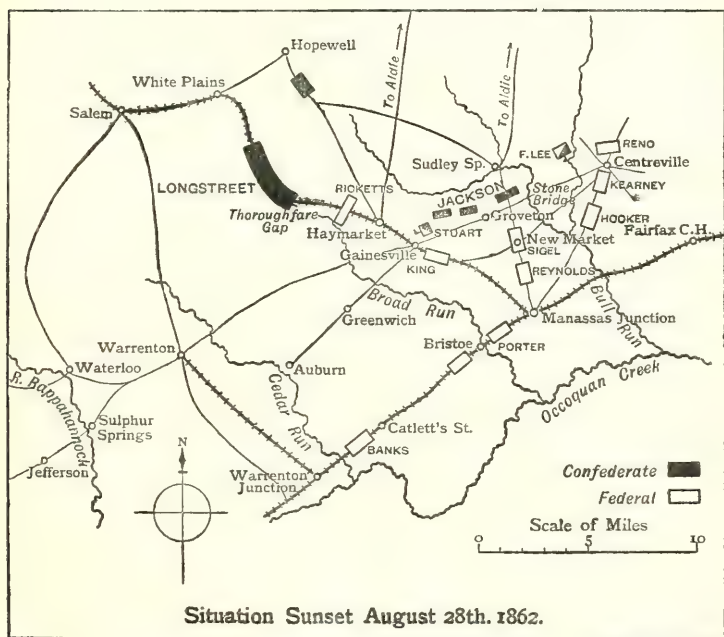 Hopewell
White Plains
Salem
To Aldie
To Aldie
F. LEE
RENO
Centreville
Sudley Sp.
KEARNEY
LONGSTREET
RICKETTS
JACKSON
Stone
Bridge
HOOKER
Thoroughfare
Gap
Haymarket
STUART
Groveton
Fairfax C.H.
New Market
SIGEL
Gainesville
KING
REYNOLDS
Broad Run
Bull Run
Greenwich
Manassas Junction
Warrenton
Bristoe
PORTER
Waterloo
Auburn
Cedar Run
Occoquan Creek
R. Rappahannock
Sulphur
Springs
Catlett's St.
BANKS
Jefferson
N
Warrenton
Junction
Confederate
Federal
Scale of Miles
0 5 10
Situation Sunset August 28th. 1862.